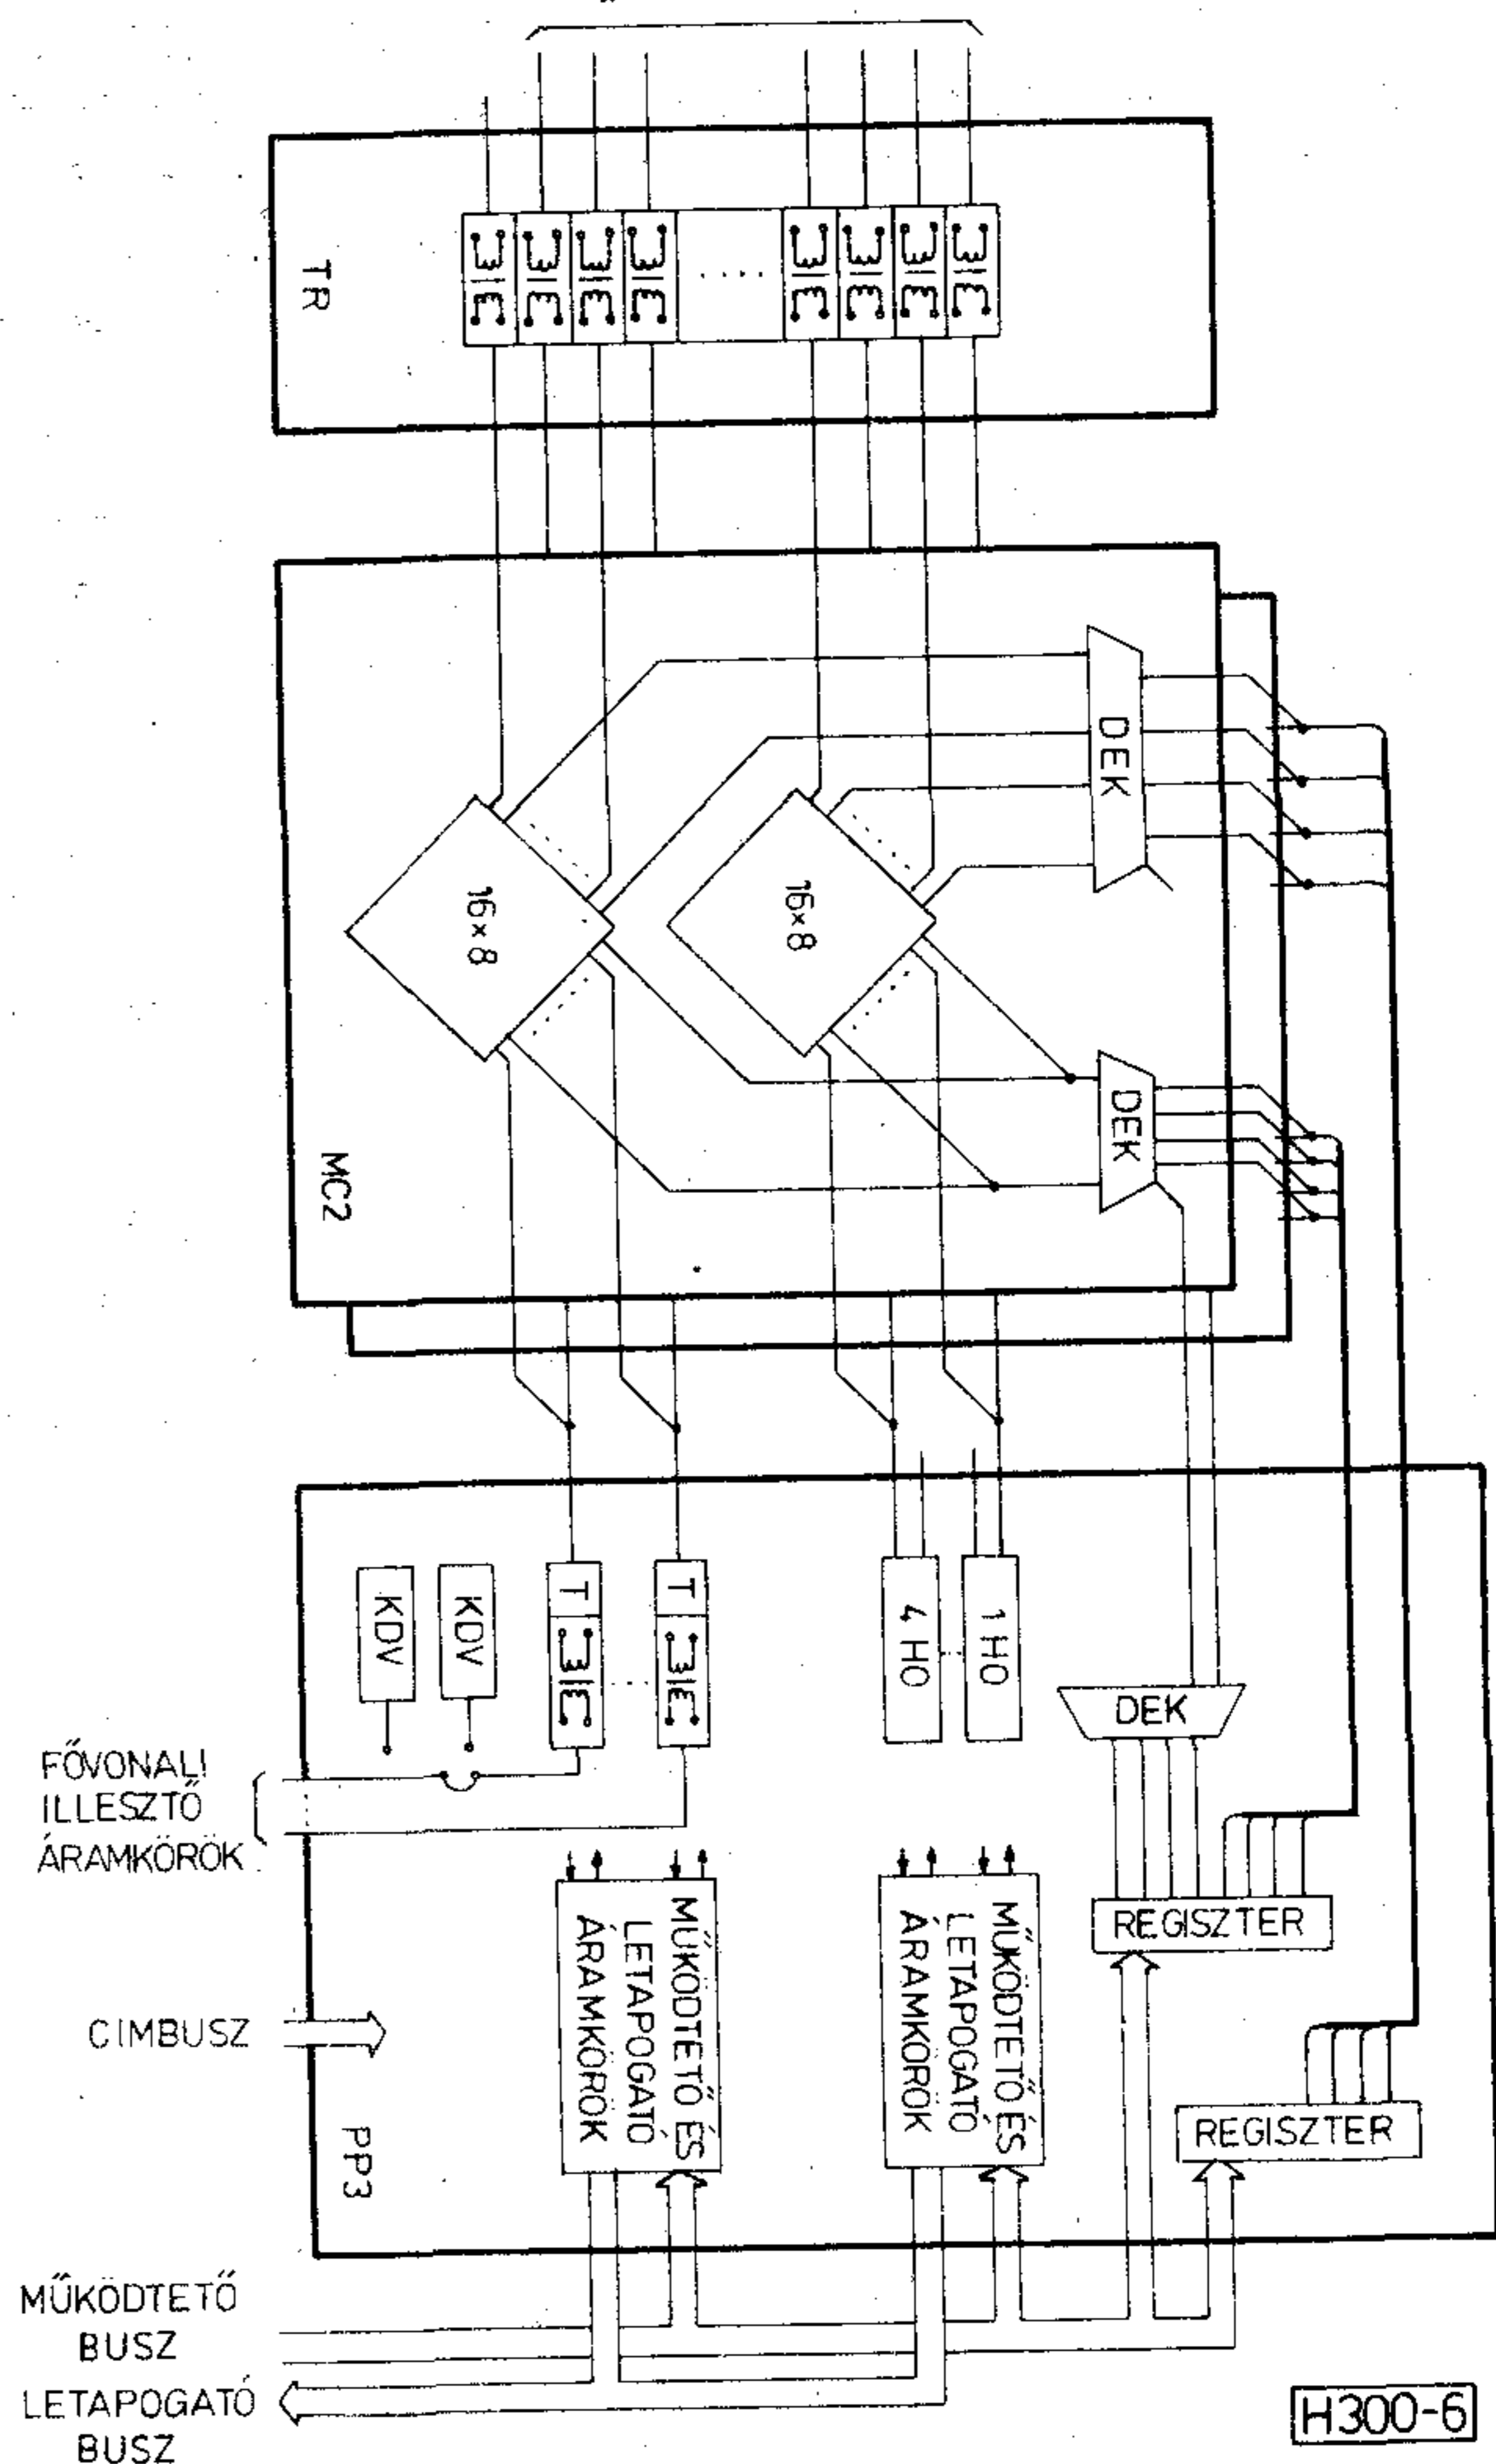 TR
DEK
16×8
16×8
DEK
MC2
KDV
KDV
T
T
4 HO
1 HO
DEK
FŐVONALI
ILLESZTŐ
ÁRAMKÖRÖK
REGISZTER
MŰKÖDTETŐ ÉS
LETAPOGATÓ
ÁRAMKÖRÖK
MŰKÖDTETŐ ÉS
LETAPOGATÓ
ÁRAMKÖRÖK
CIMBUSZ
REGISZTER
PP3
MŰKÖDTETŐ
BUSZ
LETAPOGATÓ
BUSZ
H300-6